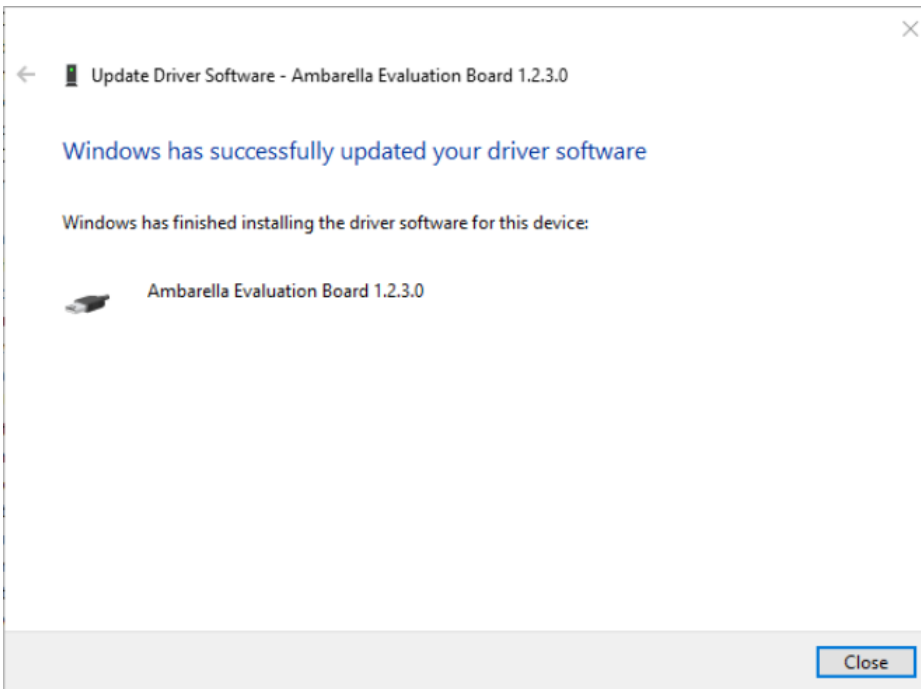 Update Driver Software - Ambarella Evaluation Board 1.2.3.0
Windows has successfully updated your driver software
Windows has finished installing the driver software for this device:
Ambarella Evaluation Board 1.2.3.0
Close